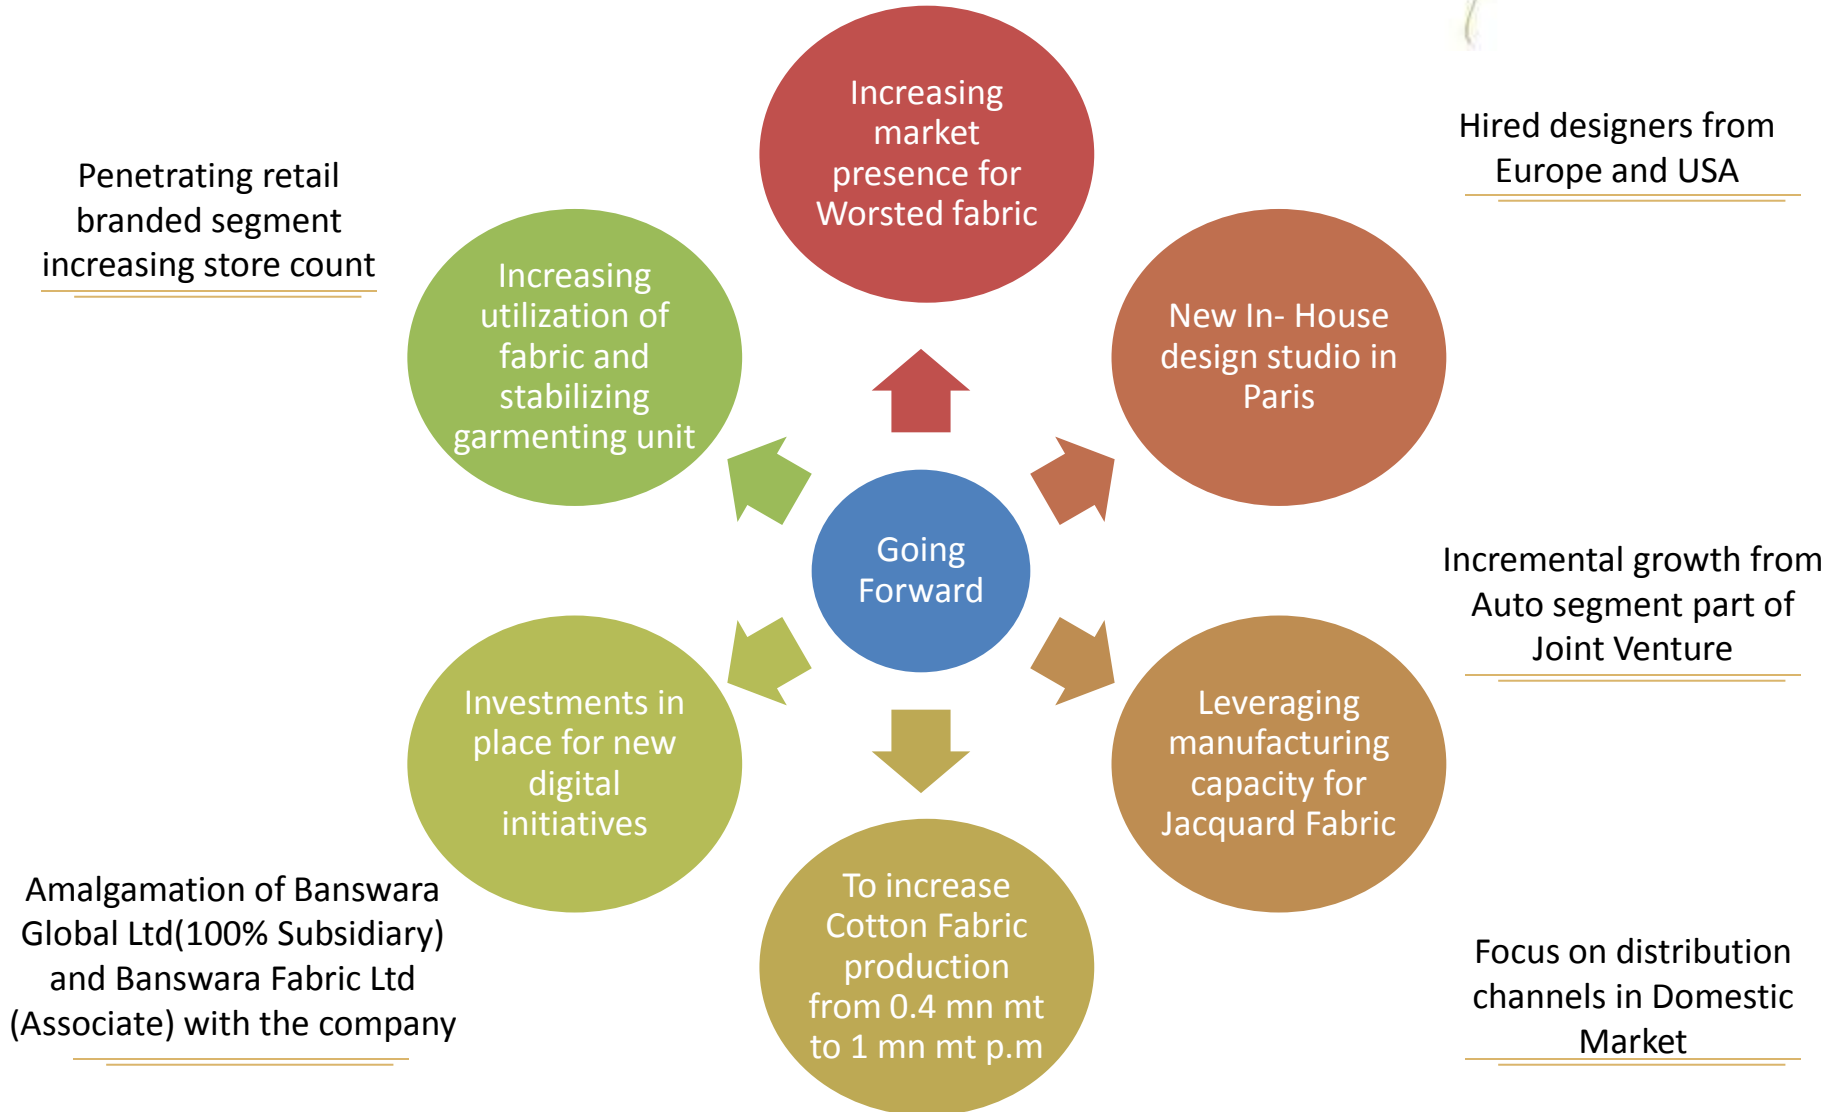 Increasing
market
presence for
Worsted fabric
Hired designers from
Europe and USA
Penetrating retail
branded segment
increasing store count
Increasing
utilization of
fabric and
stabilizing
garmenting unit
New In- House
design studio in
Paris
Going
Forward
Incremental growth from
Auto segment part of
Joint Venture
Investments in
place for new
digital
initiatives
Leveraging
manufacturing
capacity for
Jacquard Fabric
Amalgamation of Banswara
Global Ltd(100% Subsidiary)
and Banswara Fabric Ltd
(Associate) with the company
To increase
Cotton Fabric
production
from 0.4 mn mt
to 1 mn mt p.m
Focus on distribution
channels in Domestic
Market